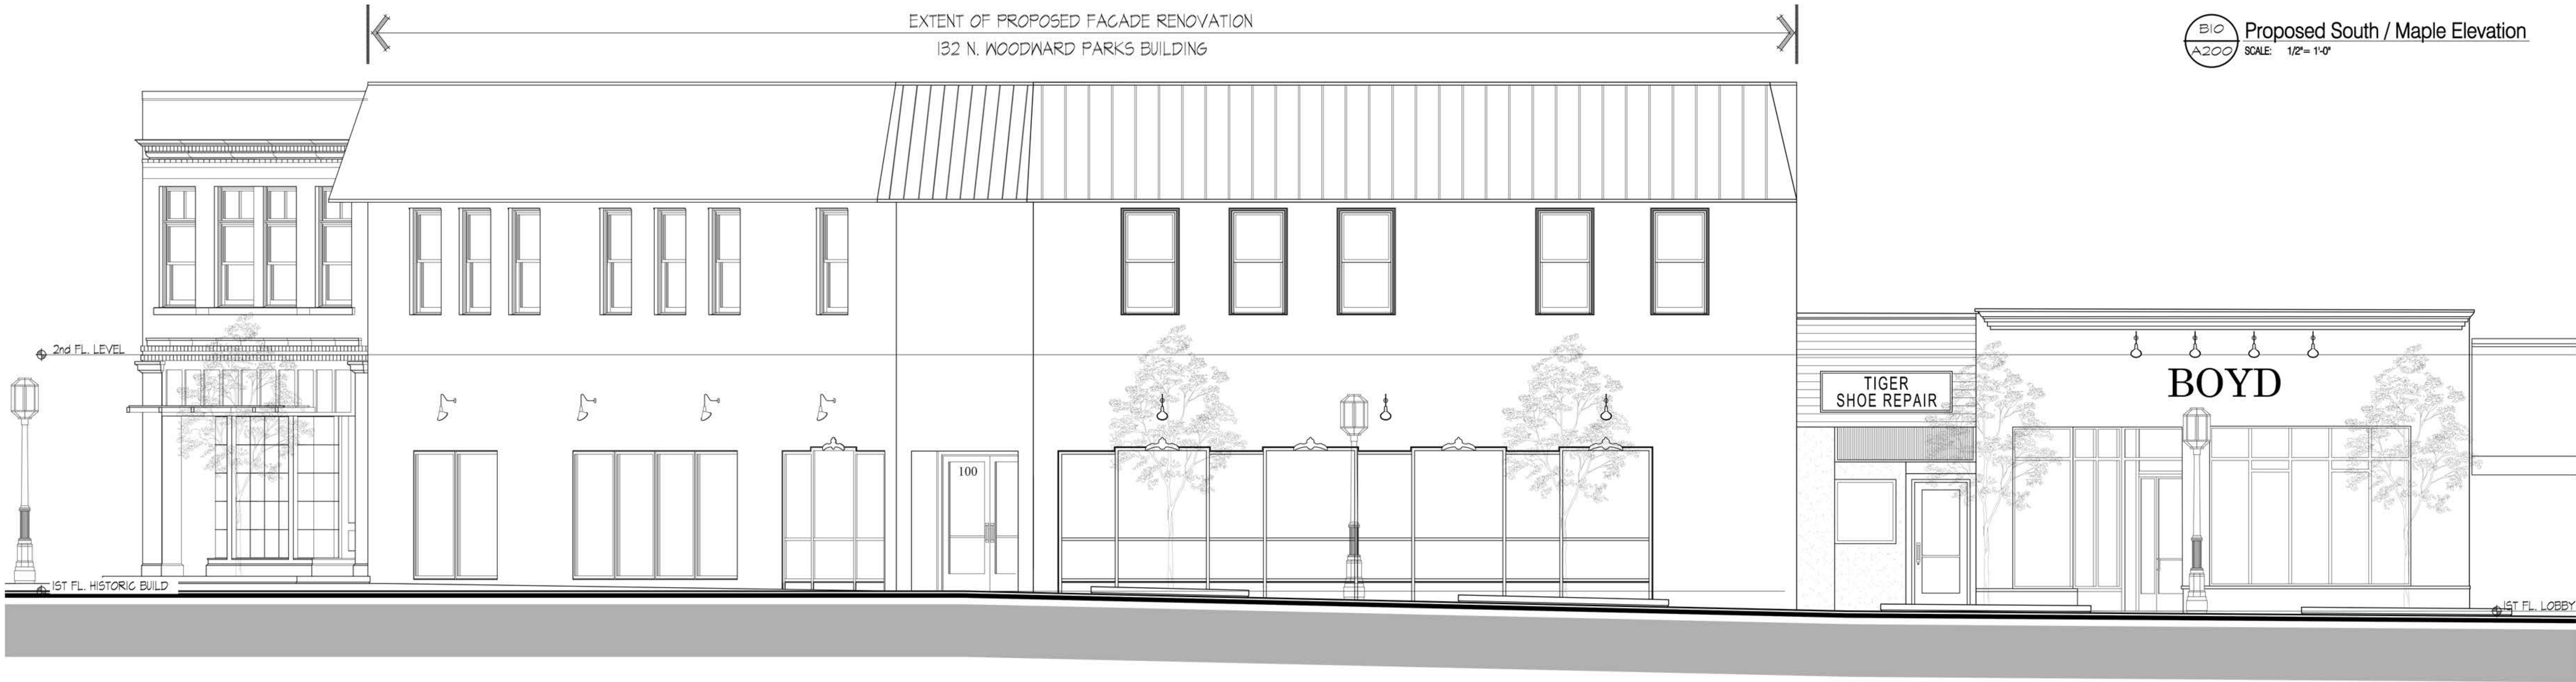 EXTENT OF PROPOSED FACADE RENOVATION
132 N. WOODWARD PARKS BUILDING
B10
A200
Proposed South / Maple Elevation
SCALE: 1/2"= 1'-0"
2nd FL. LEVEL
TIGER
SHOE REPAIR
BOYD
100
1ST FL. HISTORIC BUILD
1ST FL. LOBBY